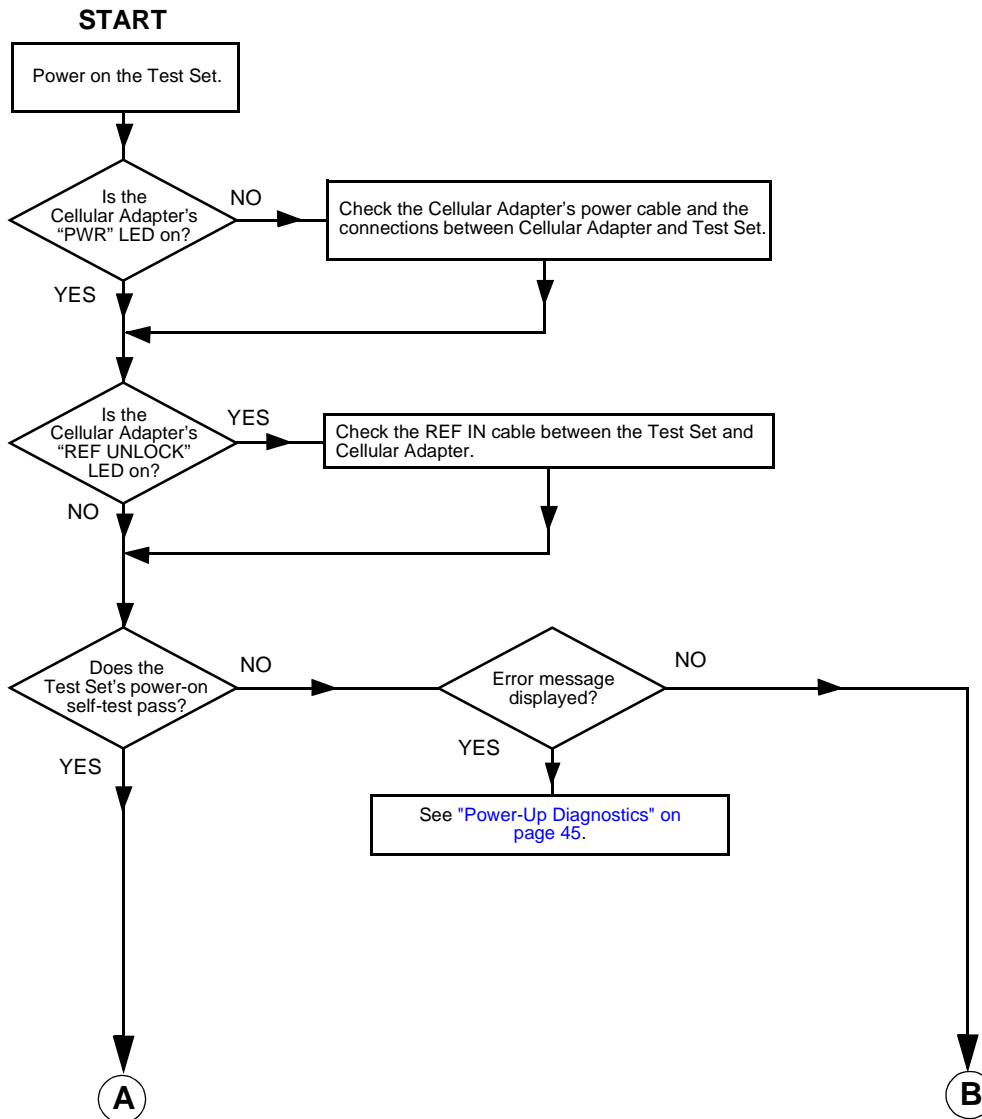 START
Power on the Test Set.
Is the
Cellular Adapter's
“PWR” LED on?
NO
Check the Cellular Adapter's power cable and the
connections between Cellular Adapter and Test Set.
YES
Is the
Cellular Adapter's
“REF UNLOCK”
LED on?
YES
Check the REF IN cable between the Test Set and
Cellular Adapter.
NO
Does the
Test Set's power-on
self-test pass?
NO
Error message
displayed?
NO
YES
YES
See "Power-Up Diagnostics" on
page 45.
A
B